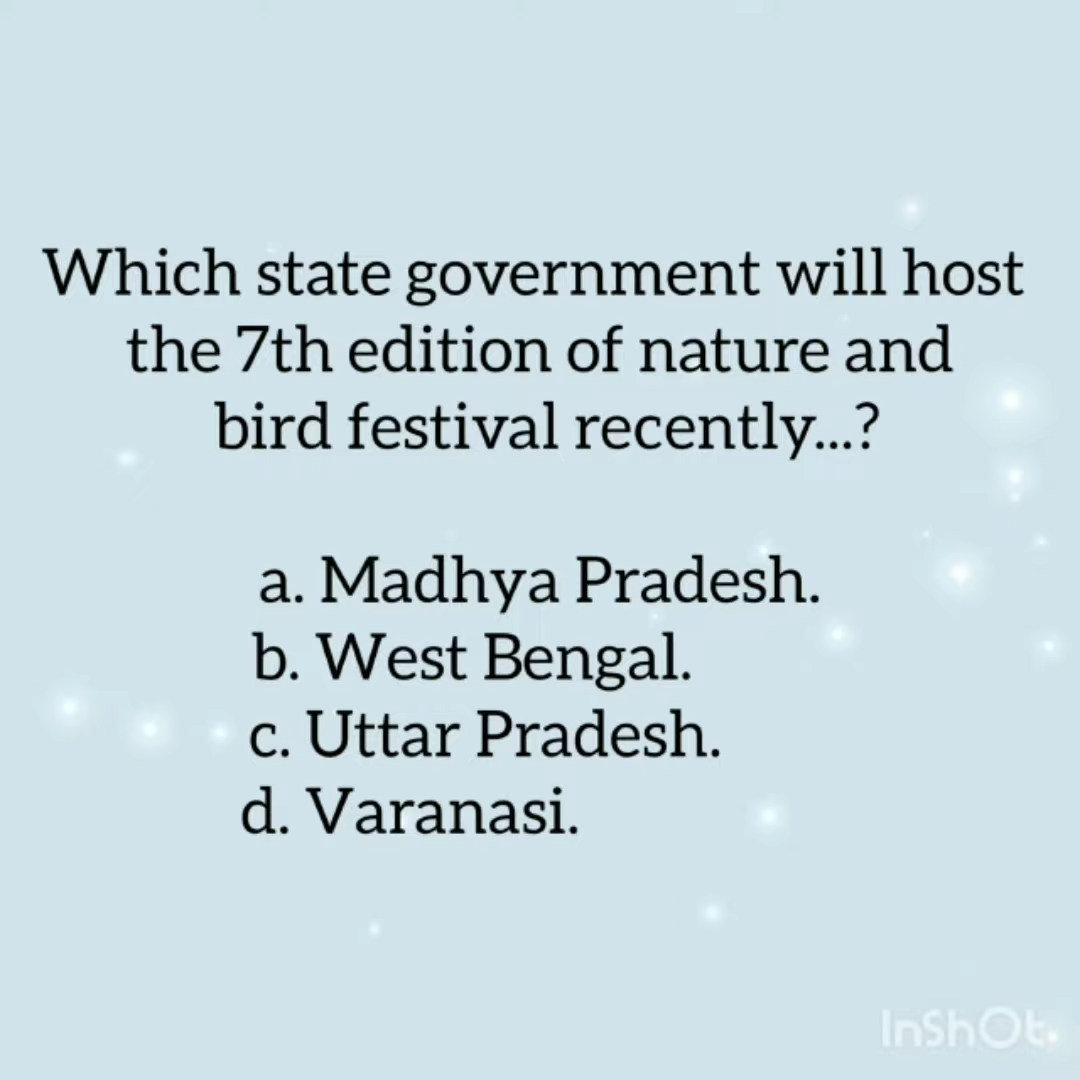 Which state government will host
the 7th edition of nature and
bird festival recently...?
a. Madhya Pradesh.
b. West Bengal.
c. Uttar Pradesh.
d. Varanasi.
InShOt